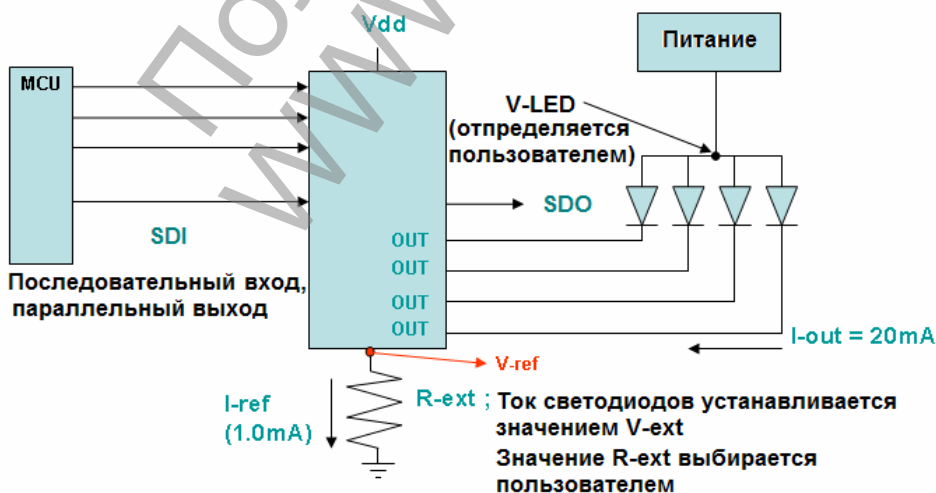 Vdd
Питание
MCU
V-LED
(отпределяется
пользователем)
SDO
SDI
OUT
OUT
OUT
OUT
Последовательный вход,
параллельный выход
I-out = 20mA
V-ref
I-ref
(1.0mA)
R-ext ; Ток светодиодов устанавливается
значением V-ext
Значение R-ext выбирается
пользователем